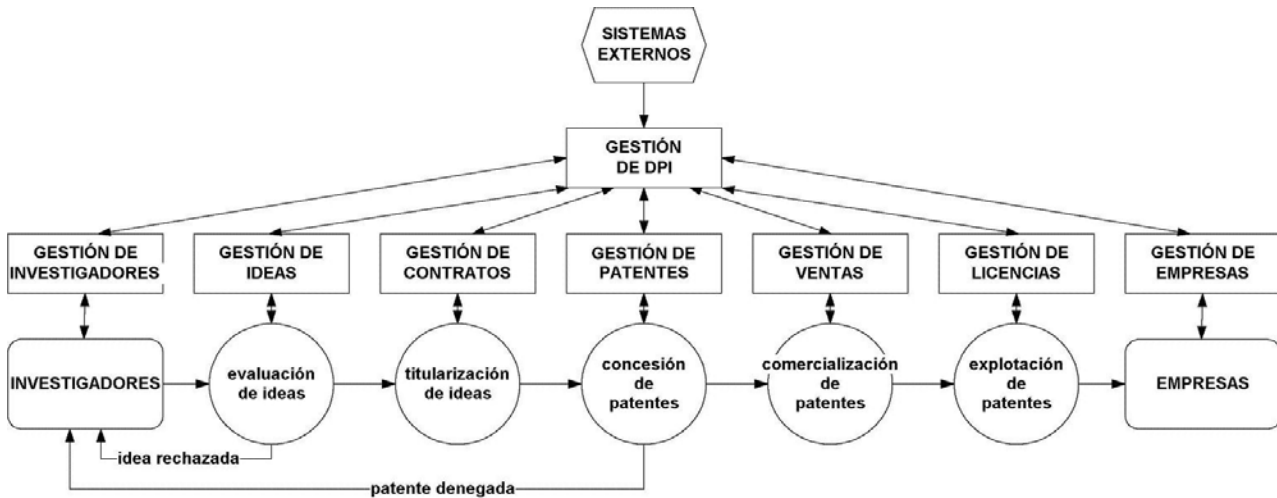 SISTEMAS
EXTERNOS
GESTIÓN
DE DPI
GESTIÓN DE
INVESTIGADORES
GESTIÓN DE
IDEAS
GESTIÓN DE
CONTRATOS
GESTIÓN DE
PATENTES
GESTIÓN DE
VENTAS
GESTIÓN DE
LICENCIAS
GESTIÓN DE
EMPRESAS
INVESTIGADORES
evaluación
de ideas
titularización
de ideas
concesión
de
patentes
comercialización
de
patentes
explotación
de
patentes
EMPRESAS
idea rechazada
patente denegada